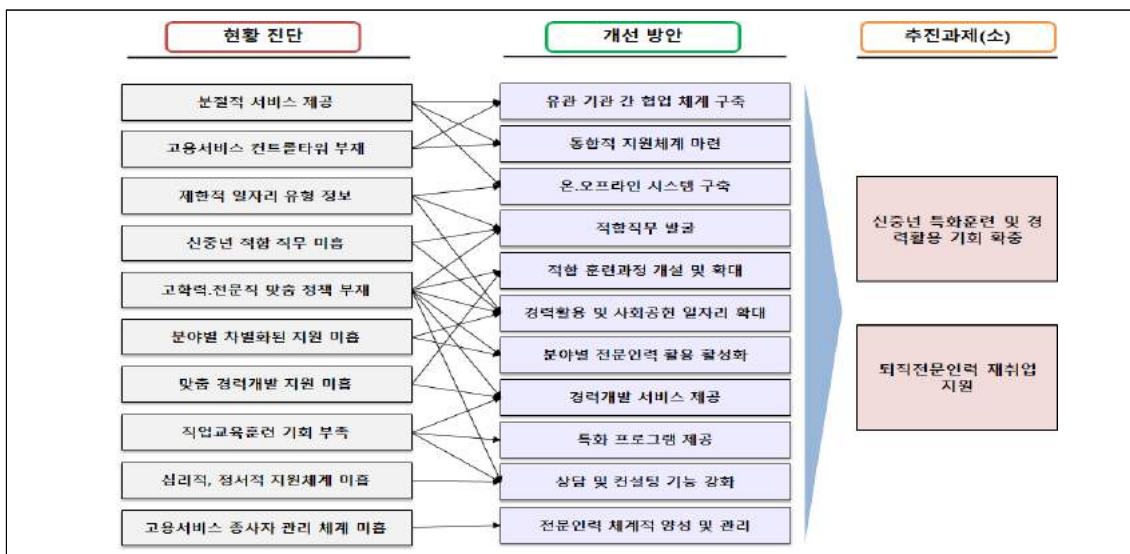 현황 진단
개선 방안
추진과제(소)
분절적 서비스 제공
고용서비스 컨트롤타워 부재
제한적 일자리 유형 정보
신중년 적합 직무 미흡
고학력.전문직 맞춤 정책 부재
분야별 차별화된 지원 미흡
맞춤 경력개발 지원 미흡
직업교육훈련 기회 부족
심리적, 정서적 지원체계 미흡
고용서비스 종사자 관리 체계 미흡
유관 기관 간 협업 체계 구축
통합적 지원체계 마련
온.오프라인 시스템 구축
적합직무 발굴
적합 훈련과정 개설 및 확대
경력활용 및 사회공헌 일자리 확대
분야별 전문인력 활용 활성화
경력개발 서비스 제공
특화 프로그램 제공
상담 및 컨설팅 기능 강화
전문인력 체계적 양성 및 관리
신중년 특화훈련 및 경
력활용 기회 확충
퇴직전문인력 재취업
지원